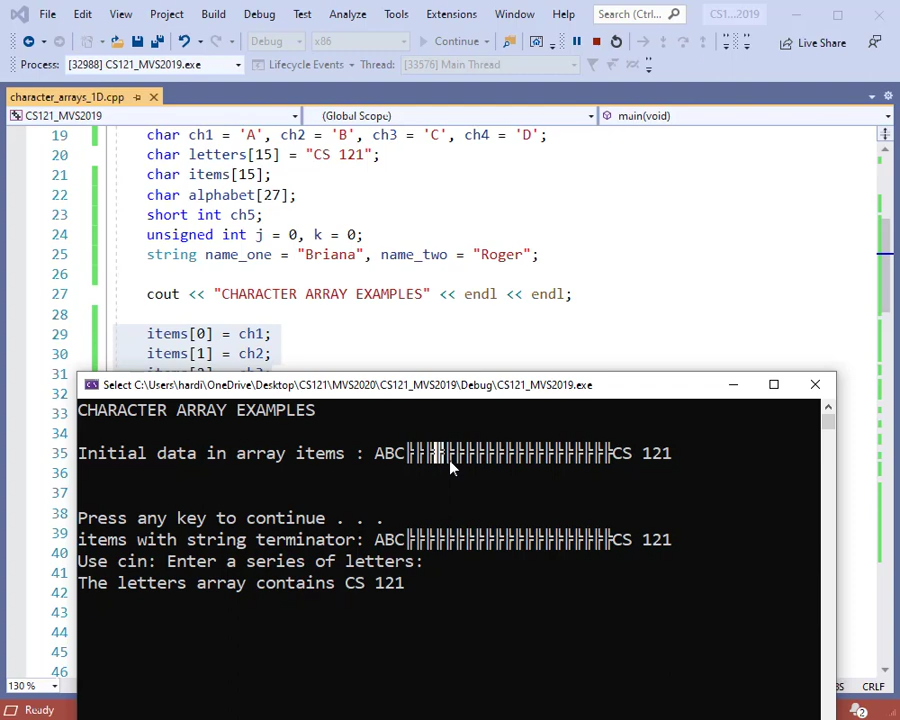 File Edit View Project Build Debug Test Analyze Tools Extensions Window Help Search (Ctrl... CS1...2019
Debug x86 Continue Live Share
Process: [32988] CS121_MVS2019.exe Lifecycle Events Thread: [33576] Main Thread
character_arrays_1D.cpp
CS121_MVS2019 (Global Scope) main(void)
19 char ch1 = 'A', ch2 = 'B', ch3 = 'C', ch4 = 'D';
20 char letters[15] = "CS 121";
21 char items[15];
22 char alphabet[27];
23 short int ch5;
24 unsigned int j = 0, k = 0;
25 string name_one = "Briana", name_two = "Roger";
26
27 cout << "CHARACTER ARRAY EXAMPLES" << endl << endl;
28
29 items[0] = ch1;
30 items[1] = ch2;
31
32
33
34
35
36
37
38
39
40
41
42
43
44
45
46
Select C:\Users\hardi\OneDrive\Desktop\CS121\MVS2020\CS121_MVS2019\Debug\CS121_MVS2019.exe
CHARACTER ARRAY EXAMPLES
Initial data in array items : ABC╠╠╠╠╠╠╠╠╠╠╠╠╠╠╠╠╠╠╠╠╠CS 121
Press any key to continue . . .
items with string terminator: ABC╠╠╠╠╠╠╠╠╠╠╠╠╠╠╠╠╠╠╠╠╠CS 121
Use cin: Enter a series of letters:
The letters array contains CS 121
130 % BS CRLF
Ready 2